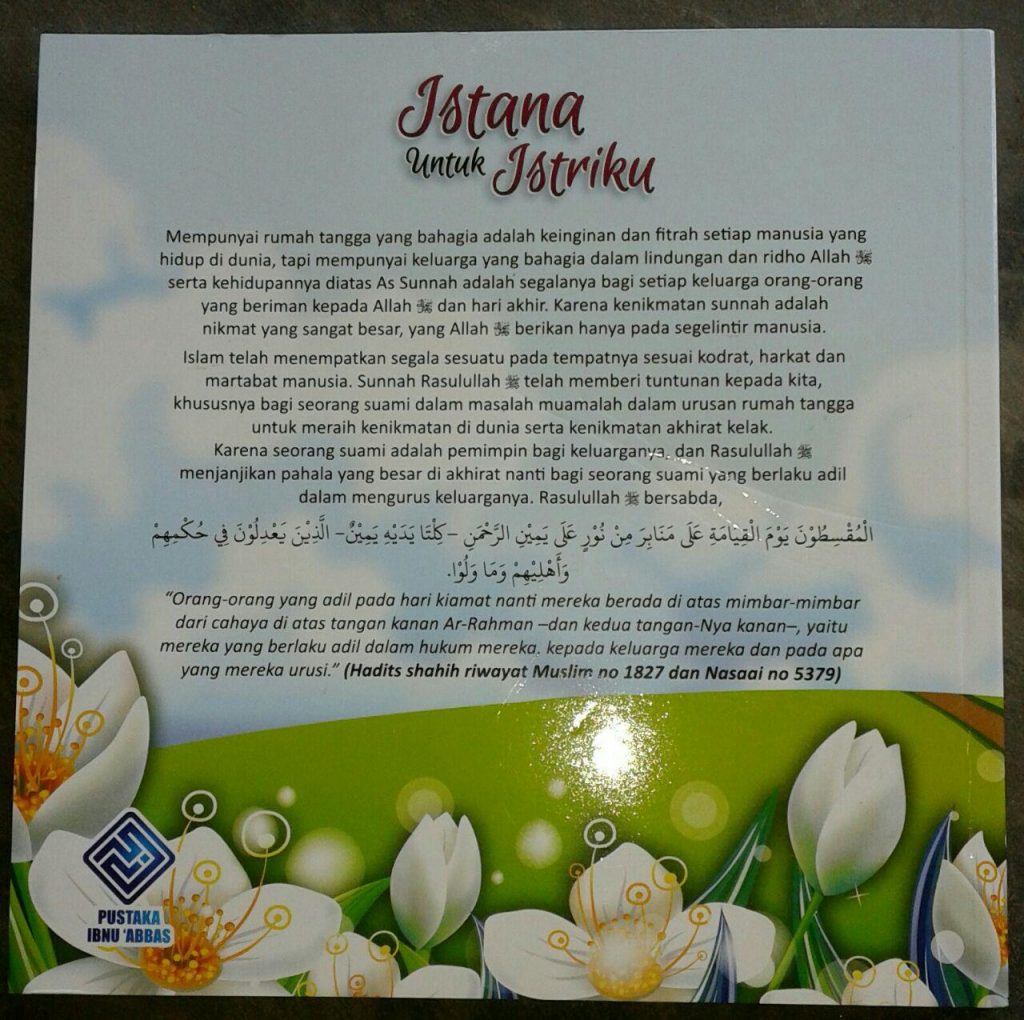 Istana
Untuk Istriku
Mempunyai rumah tangga yang bahagia adalah keinginan dan fitrah setiap manusia yang
hidup di dunia, tapi mempunyai keluarga yang bahagia dalam lindungan dan ridho Allah ﷻ
serta kehidupannya diatas As Sunnah adalah segalanya bagi setiap keluarga orang-orang
yang beriman kepada Allah ﷻ dan hari akhir. Karena kenikmatan sunnah adalah
nikmat yang sangat besar, yang Allah ﷻ berikan hanya pada segelintir manusia.
Islam telah menempatkan segala sesuatu pada tempatnya sesuai kodrat, harkat dan
martabat manusia. Sunnah Rasulullah ﷺ telah memberi tuntunan kepada kita,
khususnya bagi seorang suami dalam masalah muamalah dalam urusan rumah tangga
untuk meraih kenikmatan di dunia serta kenikmatan akhirat kelak.
Karena seorang suami adalah pemimpin bagi keluarganya. dan Rasulullah ﷺ
menjanjikan pahala yang besar di akhirat nanti bagi seorang suami yang berlaku adil
dalam mengurus keluarganya. Rasulullah ﷺ bersabda,
الْمُقْسِطُوْنَ يَوْمَ الْقِيَامَةِ عَلَى مَنَابِرَ مِنْ نُوْرٍ عَلَى يَمِيْنِ الرَّحْمَنِ –كِلْتَا يَدَيْهِ يَمِيْنٌ– الَّذِيْنَ يَعْدِلُوْنَ فِي حُكْمِهِمْ
وَأَهْلِيْهِمْ وَمَا وَلُوْا.
“Orang-orang yang adil pada hari kiamat nanti mereka berada di atas mimbar-mimbar
dari cahaya di atas tangan kanan Ar-Rahman –dan kedua tangan-Nya kanan–, yaitu
mereka yang berlaku adil dalam hukum mereka. kepada keluarga mereka dan pada apa
yang mereka urusi.” (Hadits shahih riwayat Muslim no 1827 dan Nasaai no 5379)
PUSTAKA
IBNU ‘ABBAS